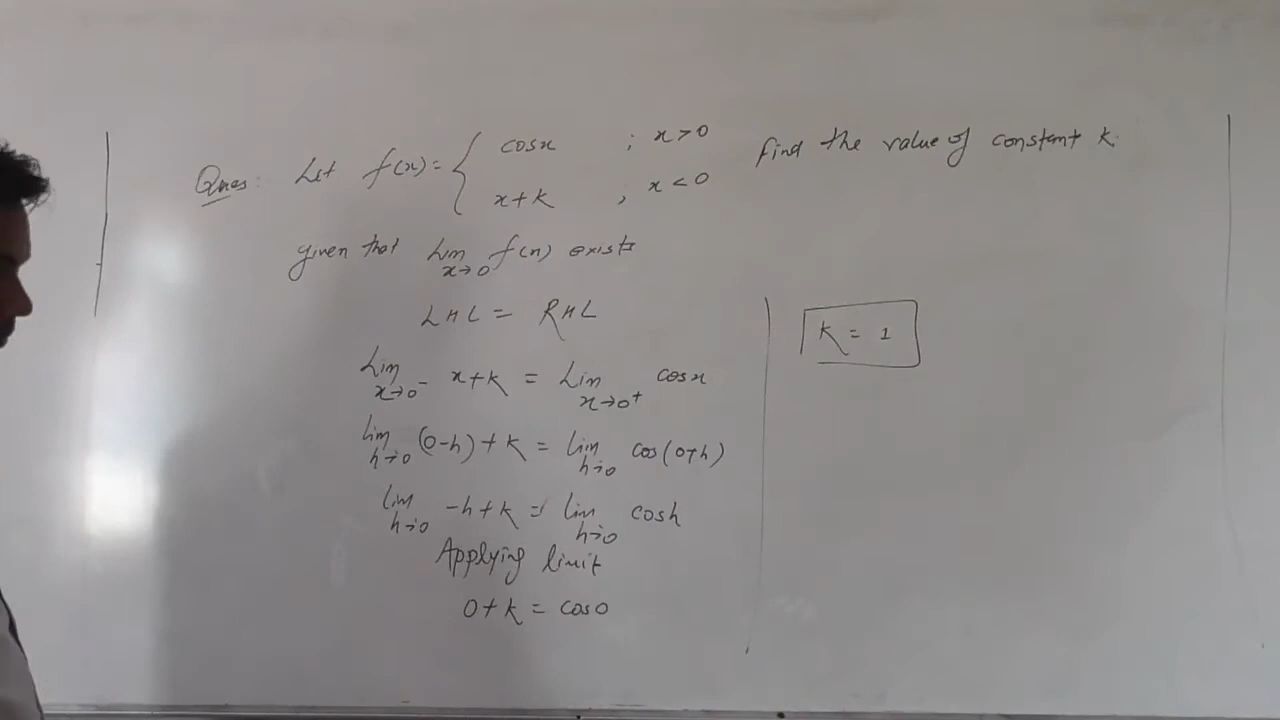 Ques: Let f(x) = { cosx ; x > 0 Find the value of constant k.
x + k , x < 0
given that Lim x→0 f(x) exists
LHL = RHL
Lim x→0⁻ x + k = Lim x→0⁺ cosx
lim h→0 (0-h) + k = lim h→0 cos(0+h)
lim h→0 -h + k = lim h→0 cosh
Applying limit
0 + k = cos0
k = 1